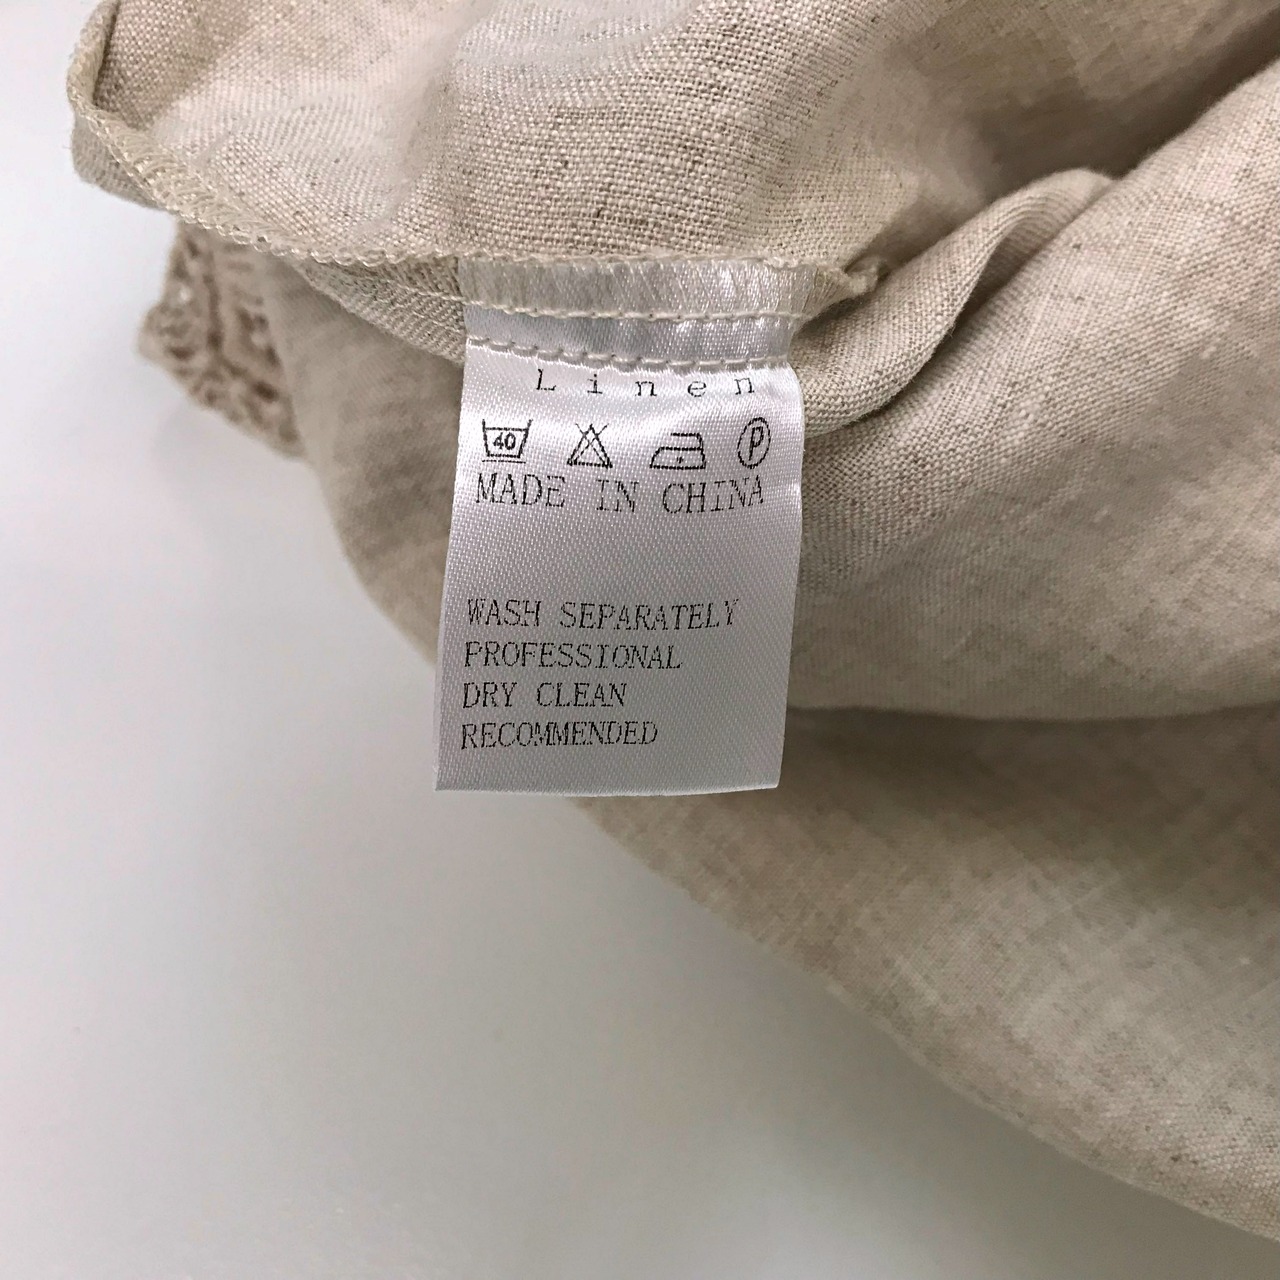 Linen
40 P
MADE IN CHINA
WASH SEPARATELY
PROFESSIONAL
DRY CLEAN
RECOMMENDED